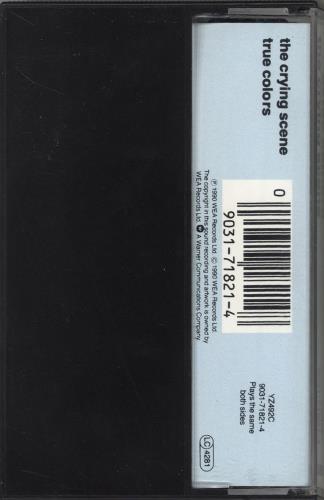 the crying scene
true colors
0
9031-71821-4
Ⓟ 1990 WEA Records Ltd. © 1990 WEA Records Ltd.
The copyright in this sound recording and artwork is owned by
WEA Records Ltd. A Warner Communications Company.
YZ492C
9031-71821-4
Plays the same
both sides
LC 4281